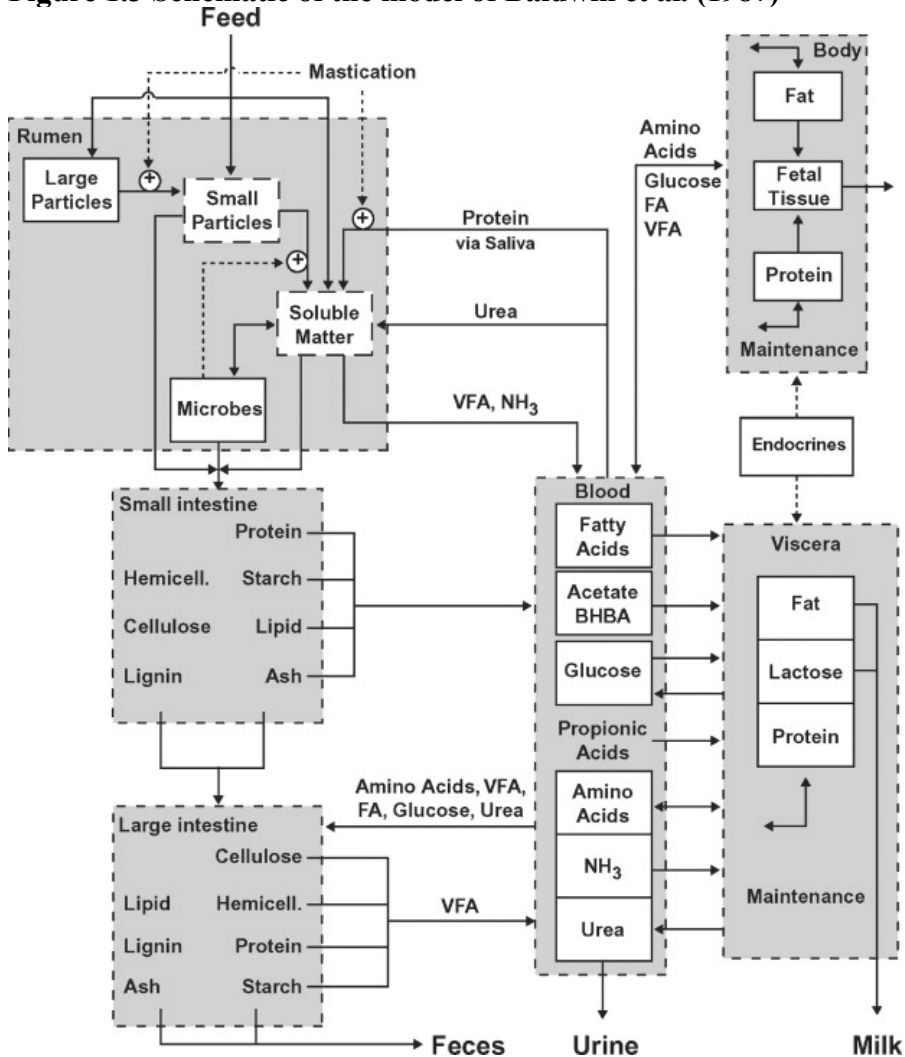 Figure Schematic of the model of Baldwin et al. (1987)
Feed
Mastication
Rumen
Large
Particles
+
Small
Particles
+
+
Soluble
Matter
Microbes
Protein
via Saliva
Urea
VFA, NH₃
Amino
Acids
Glucose
FA
VFA
Body
Fat
Fetal
Tissue
Protein
Maintenance
Endocrines
Small intestine
Protein
Hemicell.
Starch
Cellulose
Lipid
Lignin
Ash
Blood
Fatty
Acids
Acetate
BHBA
Glucose
Propionic
Acids
Amino
Acids
NH₃
Urea
Viscera
Fat
Lactose
Protein
Maintenance
Amino Acids, VFA,
FA, Glucose, Urea
Large intestine
Cellulose
Lipid
Hemicell.
Lignin
Protein
Ash
Starch
VFA
Feces
Urine
Milk